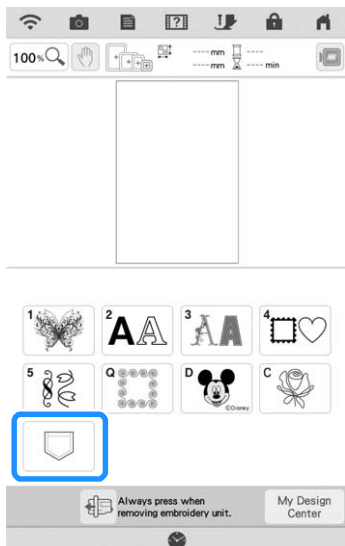 ?
100%
---- mm ----
---- mm ---- min
1 2 AA 3 AA 4
5 Q D ©Disney C
Always press when
removing embroidery unit.
My Design
Center